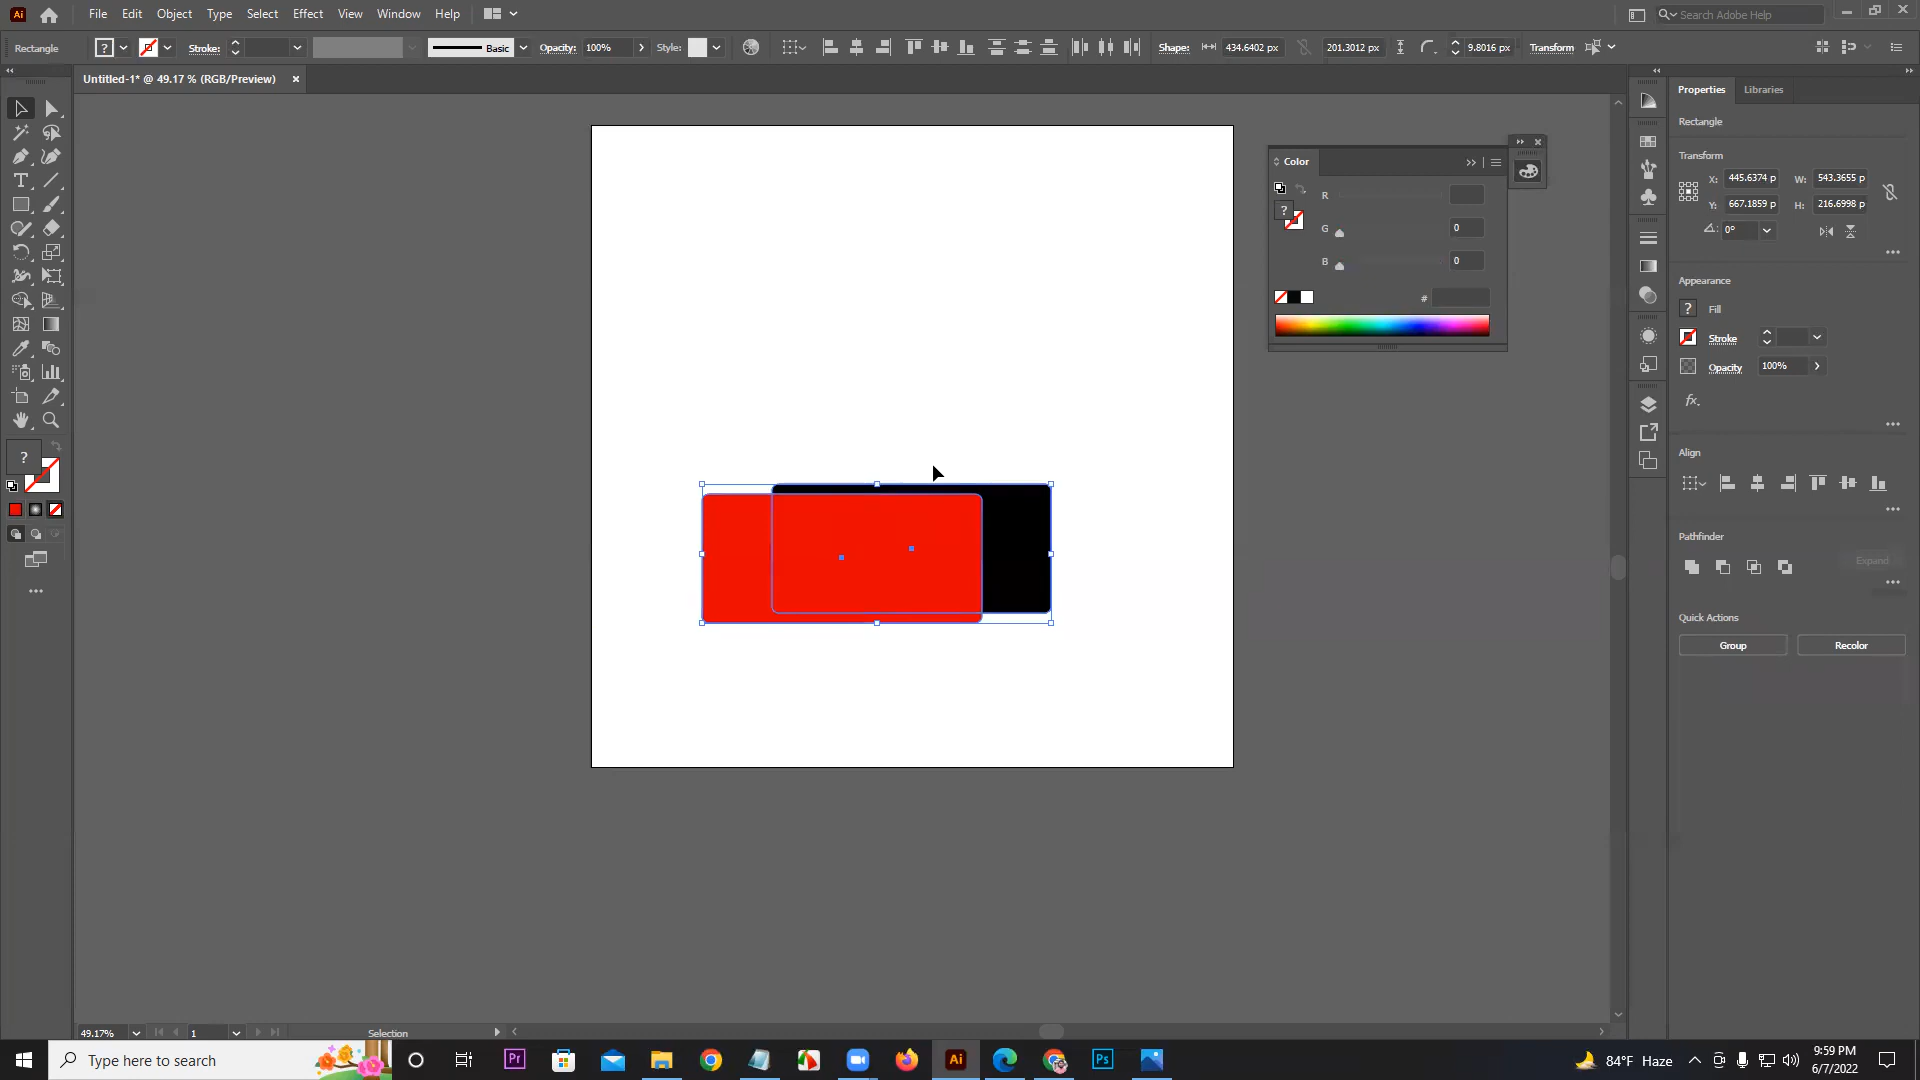 Ai File Edit Object Type Select Effect View Window Help Search Adobe Help
Rectangle ? Stroke: Basic Opacity: 100% Style: Shape: 434.6402 px 201.3012 px 9.8016 px Transform
Untitled-1* @ 49.17 % (RGB/Preview) ×
Properties Libraries
Rectangle
Transform
X: 445.6374 p W: 543.3655 p
Y: 667.1859 p H: 216.6998 p
0°
Appearance
? Fill
Stroke
Opacity 100%
fx.
Align
Pathfinder
Expand
Quick Actions
Group Recolor
Color
R
?
G 0
B 0
#
T
?
49.17% 1 Selection
Type here to search Pr Ai Ps 84°F Haze 9:59 PM
6/7/2022